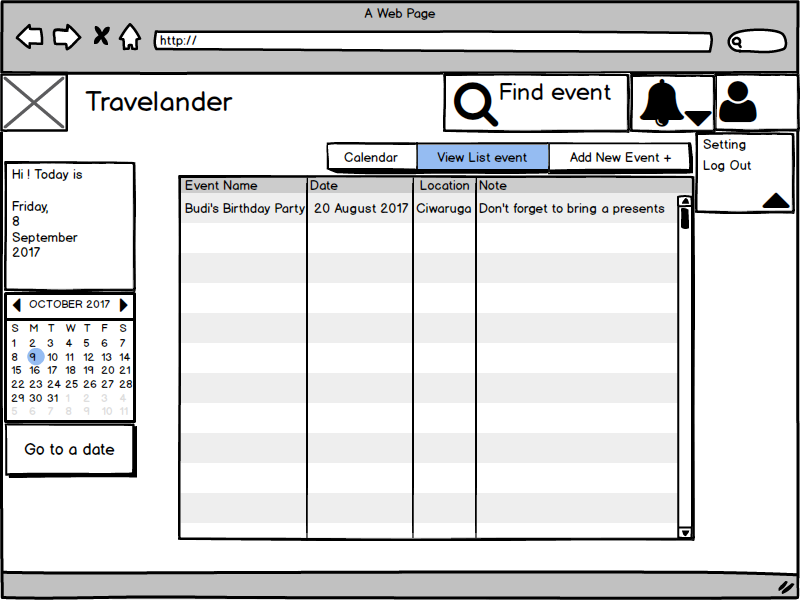 A Web Page
http://
Travelander
Find event
Setting
Log Out
Calendar
View List event
Add New Event +
Hi ! Today is
Friday,
8
September
2017
OCTOBER 2017
S M T W T F S
1 2 3 4 5 6 7
8 9 10 11 12 13 14
15 16 17 18 19 20 21
22 23 24 25 26 27 28
29 30 31 1 2 3 4
5 6 7 8 9 10 11
Go to a date
Event Name Date Location Note
Budi's Birthday Party 20 August 2017 Ciwaruga Don't forget to bring a presents